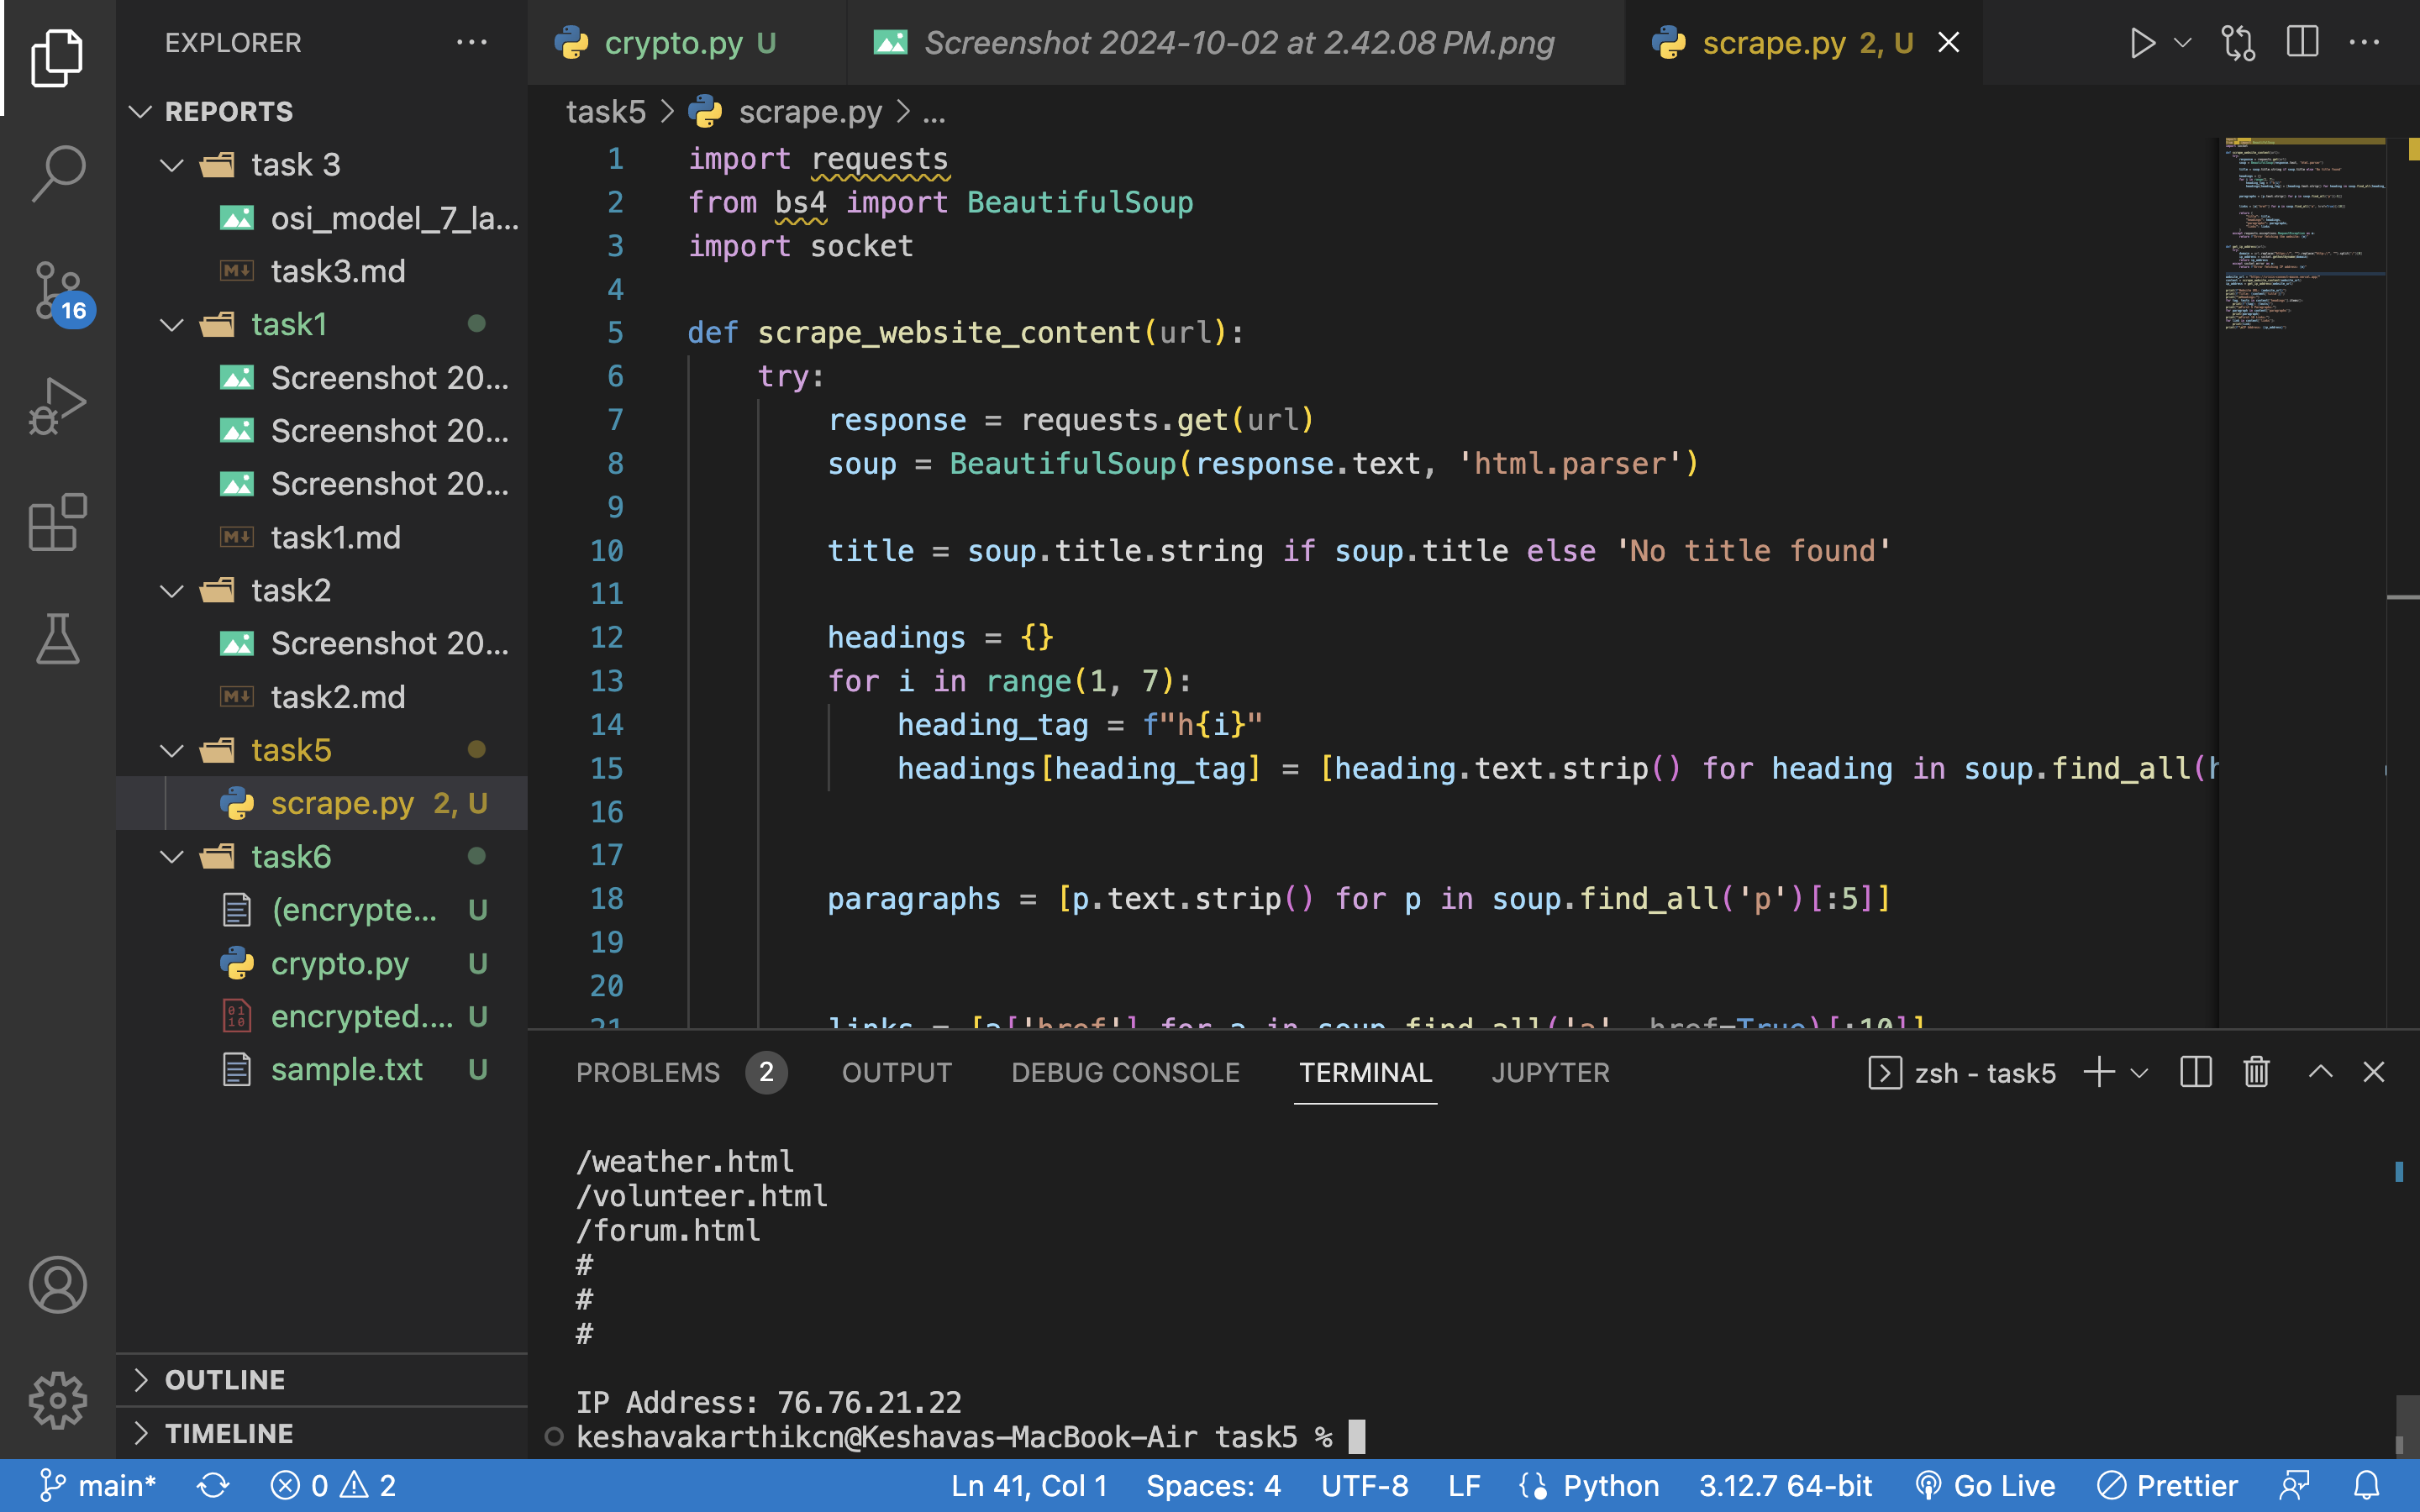 EXPLORER
REPORTS
task 3
osi_model_7_la...
task3.md
task1
Screenshot 20...
Screenshot 20...
Screenshot 20...
task1.md
task2
Screenshot 20...
task2.md
task5
scrape.py 2, U
task6
(encrypte... U
crypto.py U
encrypted.... U
sample.txt U
OUTLINE
TIMELINE
16
crypto.py U
Screenshot 2024-10-02 at 2.42.08 PM.png
scrape.py 2, U
task5 > scrape.py > ...
1 import requests
2 from bs4 import BeautifulSoup
3 import socket
4
5 def scrape_website_content(url):
6 try:
7 response = requests.get(url)
8 soup = BeautifulSoup(response.text, 'html.parser')
9
10 title = soup.title.string if soup.title else 'No title found'
11
12 headings = {}
13 for i in range(1, 7):
14 heading_tag = f"h{i}"
15 headings[heading_tag] = [heading.text.strip() for heading in soup.find_all(h
16
17
18 paragraphs = [p.text.strip() for p in soup.find_all('p')[:5]]
19
20
21 links = [a['href'] for a in soup.find_all('a', href=True)[:10]]
PROBLEMS 2 OUTPUT DEBUG CONSOLE TERMINAL JUPYTER
zsh - task5
/weather.html
/volunteer.html
/forum.html
#
#
#
IP Address: 76.76.21.22
keshavakarthikcn@Keshavas-MacBook-Air task5 %
main* 0 2 Ln 41, Col 1 Spaces: 4 UTF-8 LF Python 3.12.7 64-bit Go Live Prettier